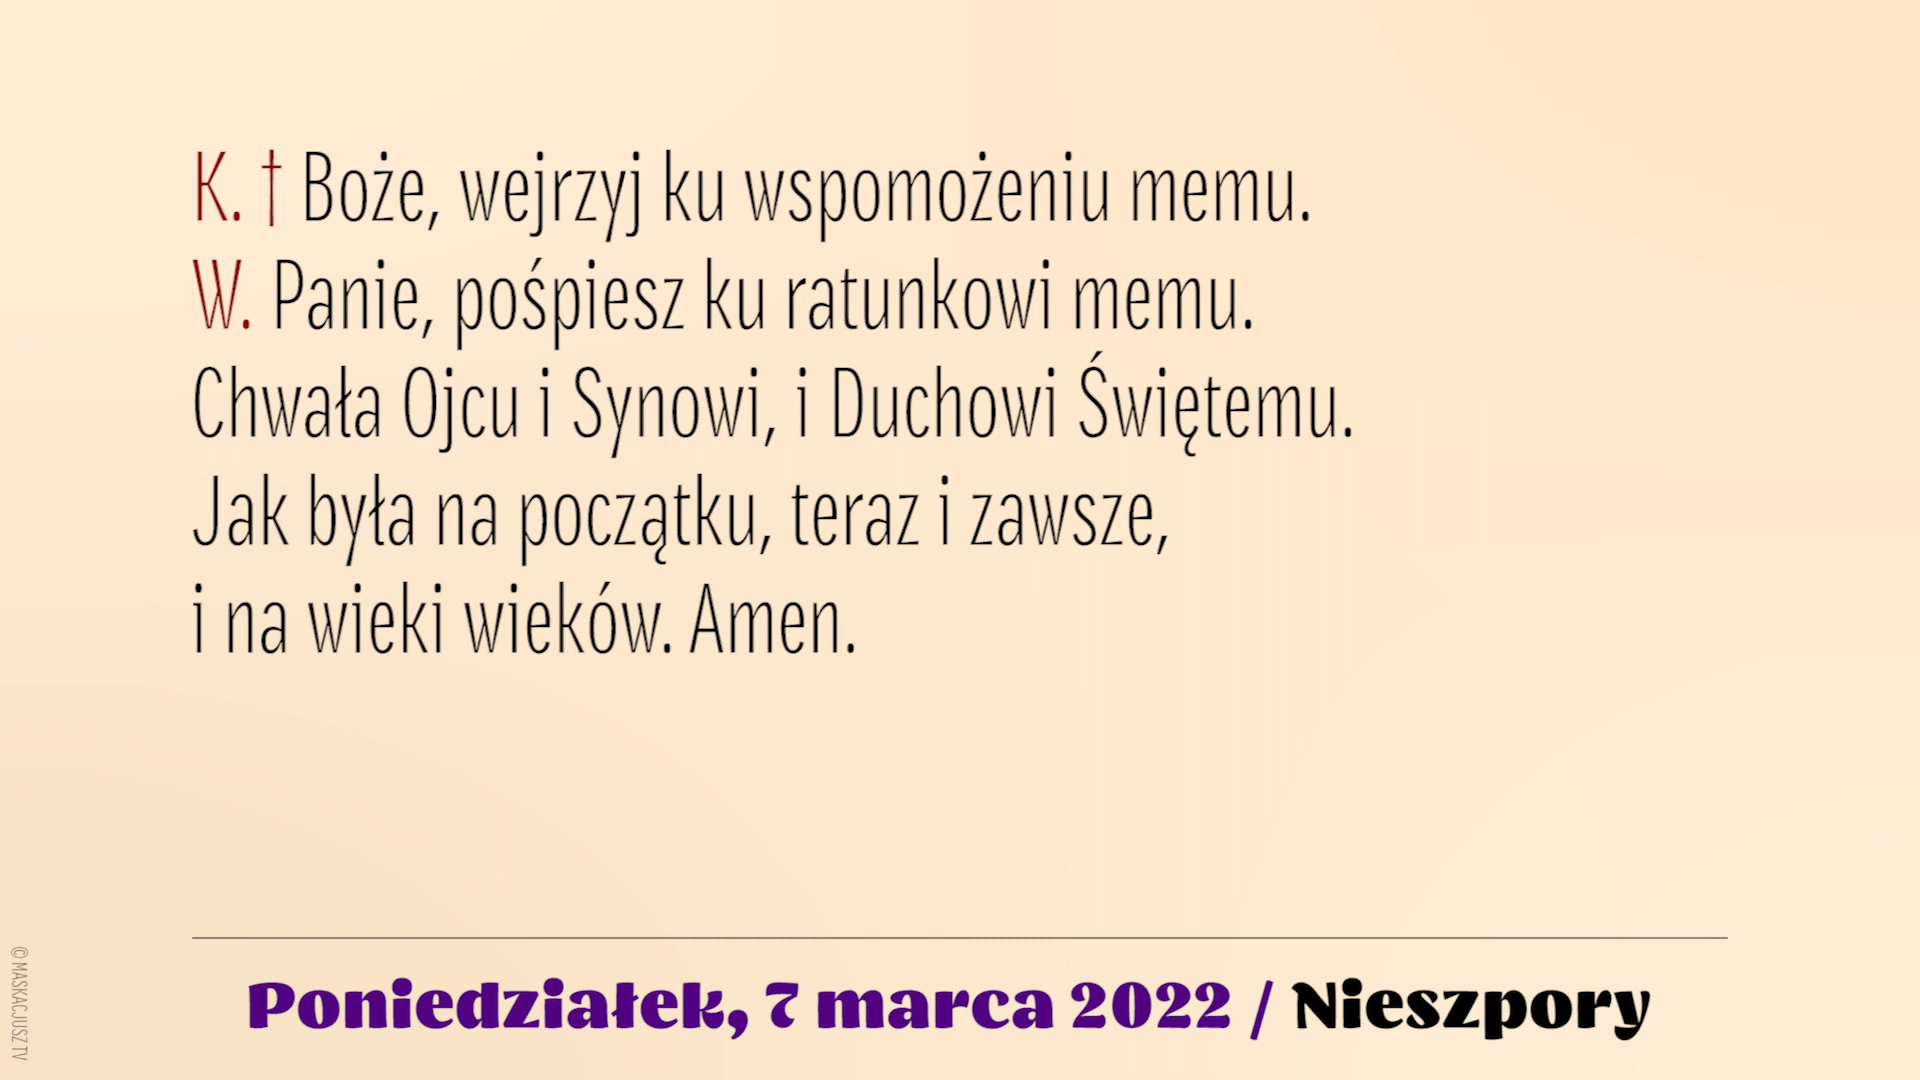 K. † Boże, wejrzyj ku wspomożeniu memu.
W. Panie, pośpiesz ku ratunkowi memu.
Chwała Ojcu i Synowi, i Duchowi Świętemu.
Jak była na początku, teraz i zawsze,
i na wieki wieków. Amen.
Poniedziałek, 7 marca 2022 / Nieszpory
© MASKACJUSZ TV